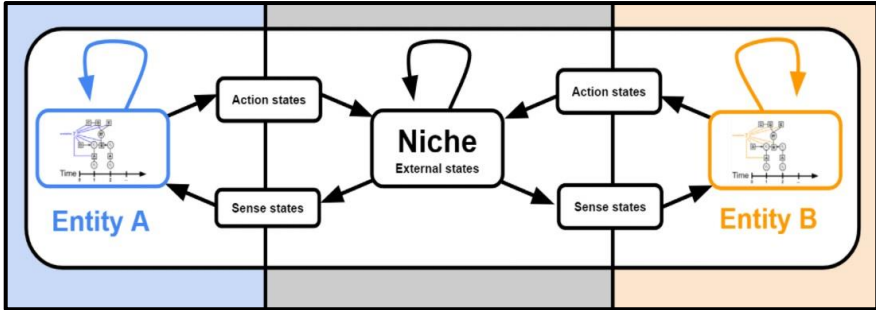 Action states
Action states
Niche
External states
Time
Time
Sense states
Sense states
Entity A
Entity B